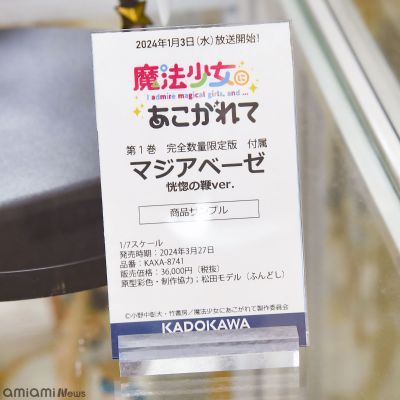 2024年1月3日（水）放送開始！
魔法少女に
I admire magical girls, and ...
あこがれて
第1巻 完全数量限定版 付属
マジアベーゼ
恍惚の鞭ver.
商品サンプル
1/7スケール
発売時期：2024年3月27日
品番：KAXA-8741
販売価格：36,000円（税抜）
原型彩色・制作協力：松田モデル（ふんどし）
©小野中彰大・竹書房／魔法少女にあこがれて製作委員会
KADOKAWA
amiami News